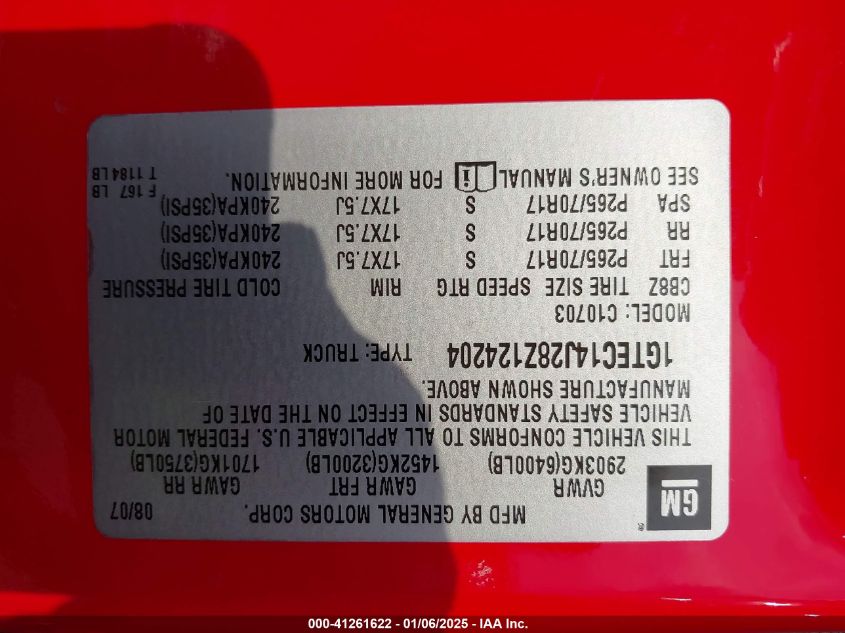 GM
®
MFD BY GENERAL MOTORS CORP. 08/07
GVWR GAWR FRT GAWR RR
2903KG(6400LB) 1452KG(3200LB) 1701KG(3750LB)
THIS VEHICLE CONFORMS TO ALL APPLICABLE U.S. FEDERAL MOTOR
VEHICLE SAFETY STANDARDS IN EFFECT ON THE DATE OF
MANUFACTURE SHOWN ABOVE.
1GTEC14J28Z124204 TYPE: TRUCK
MODEL: C10703
CB8Z TIRE SIZE SPEED RTG RIM COLD TIRE PRESSURE
FRT P265/70R17 S 17X7.5J 240KPA(35PSI)
RR P265/70R17 S 17X7.5J 240KPA(35PSI)
SPA P265/70R17 S 17X7.5J 240KPA(35PSI)
SEE OWNER'S MANUAL i FOR MORE INFORMATION.
F 167 LB
T 1184 LB
000-41261622 - 01/06/2025 - IAA Inc.